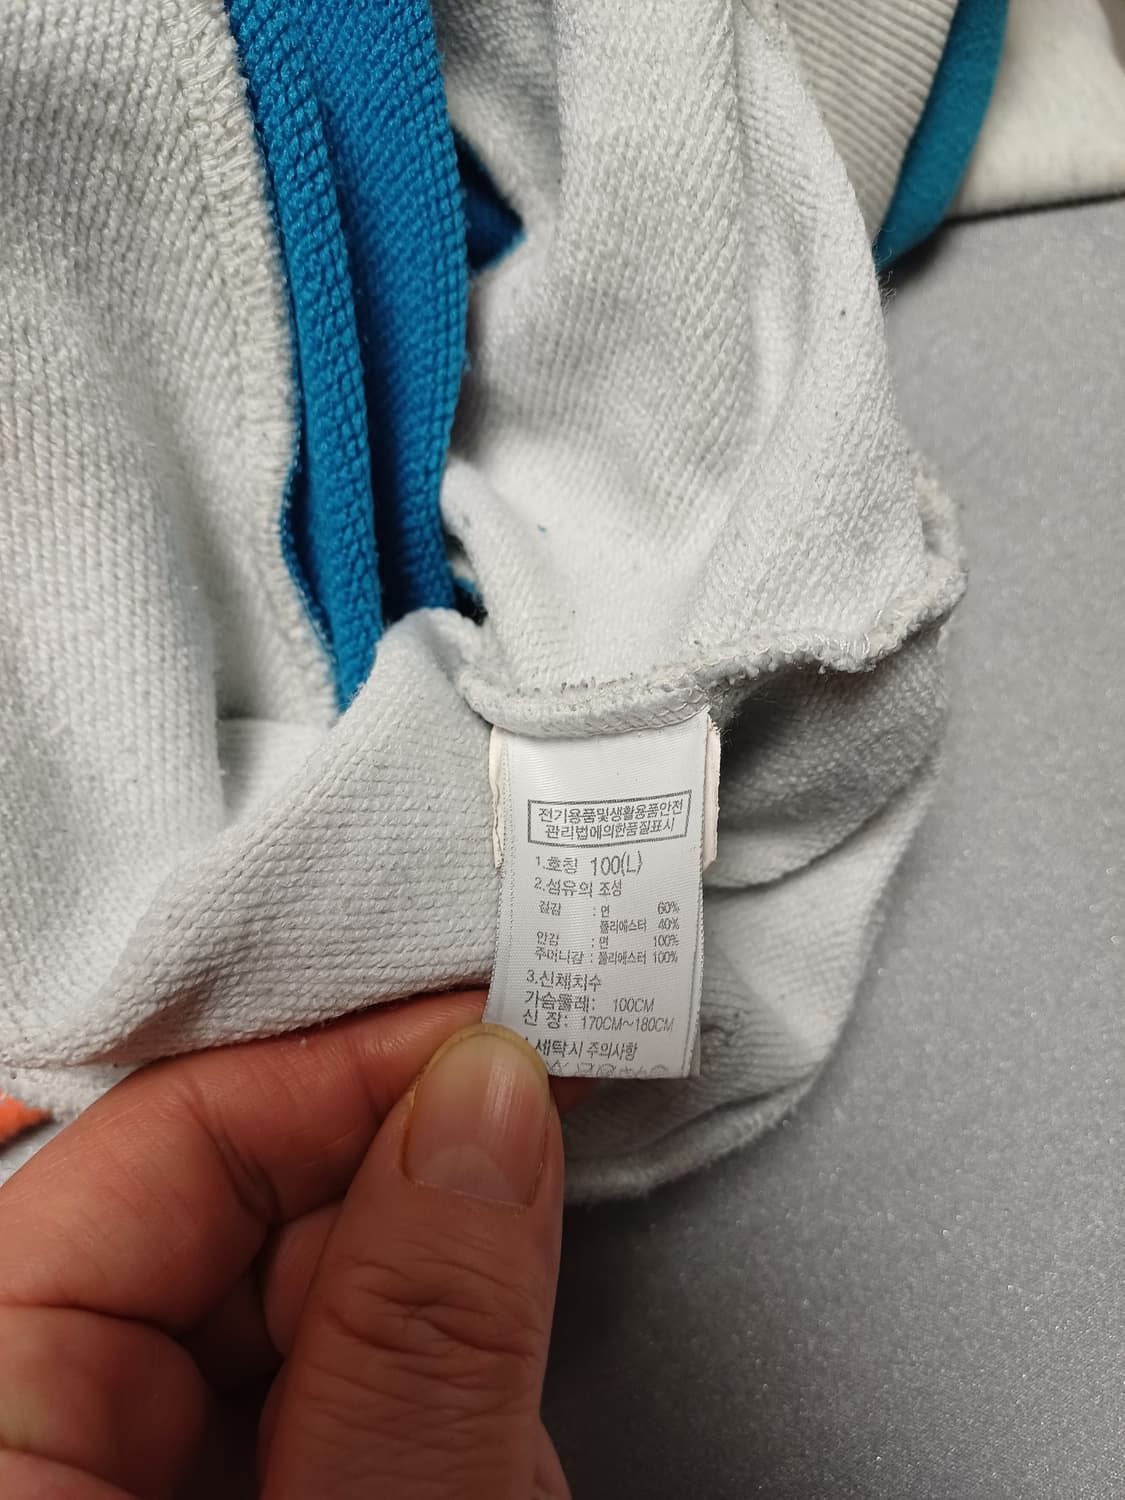 전기용품및생활용품안전
관리법에의한품질표시
1.호칭 100(L)
2.섬유의 조성
겉감 : 면 60%
폴리에스터 40%
안감 : 면 100%
주머니감 : 폴리에스터 100%
3.신체치수
가슴둘레: 100CM
신 장: 170CM~180CM
세탁시 주의사항